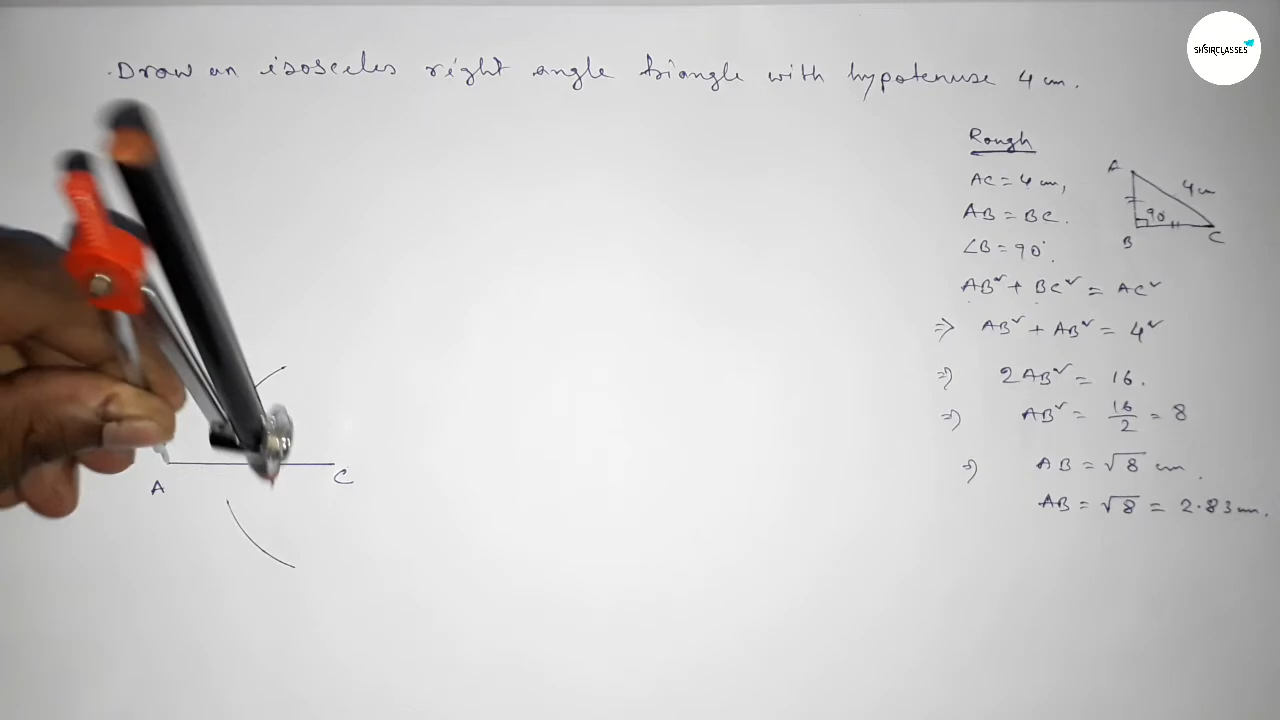 SHSIRCLASSES
Draw an isosceles right angle triangle with hypotenuse 4 cm.
Rough
AC = 4 cm,
AB = BC.
∠B = 90°.
AB² + BC² = AC²
⇒ AB² + AB² = 4²
⇒ 2AB² = 16.
⇒ AB² = 16/2 = 8
⇒ AB = √8 cm.
AB = √8 = 2.83 cm.
A
4 cm
90°
B
C
A
C